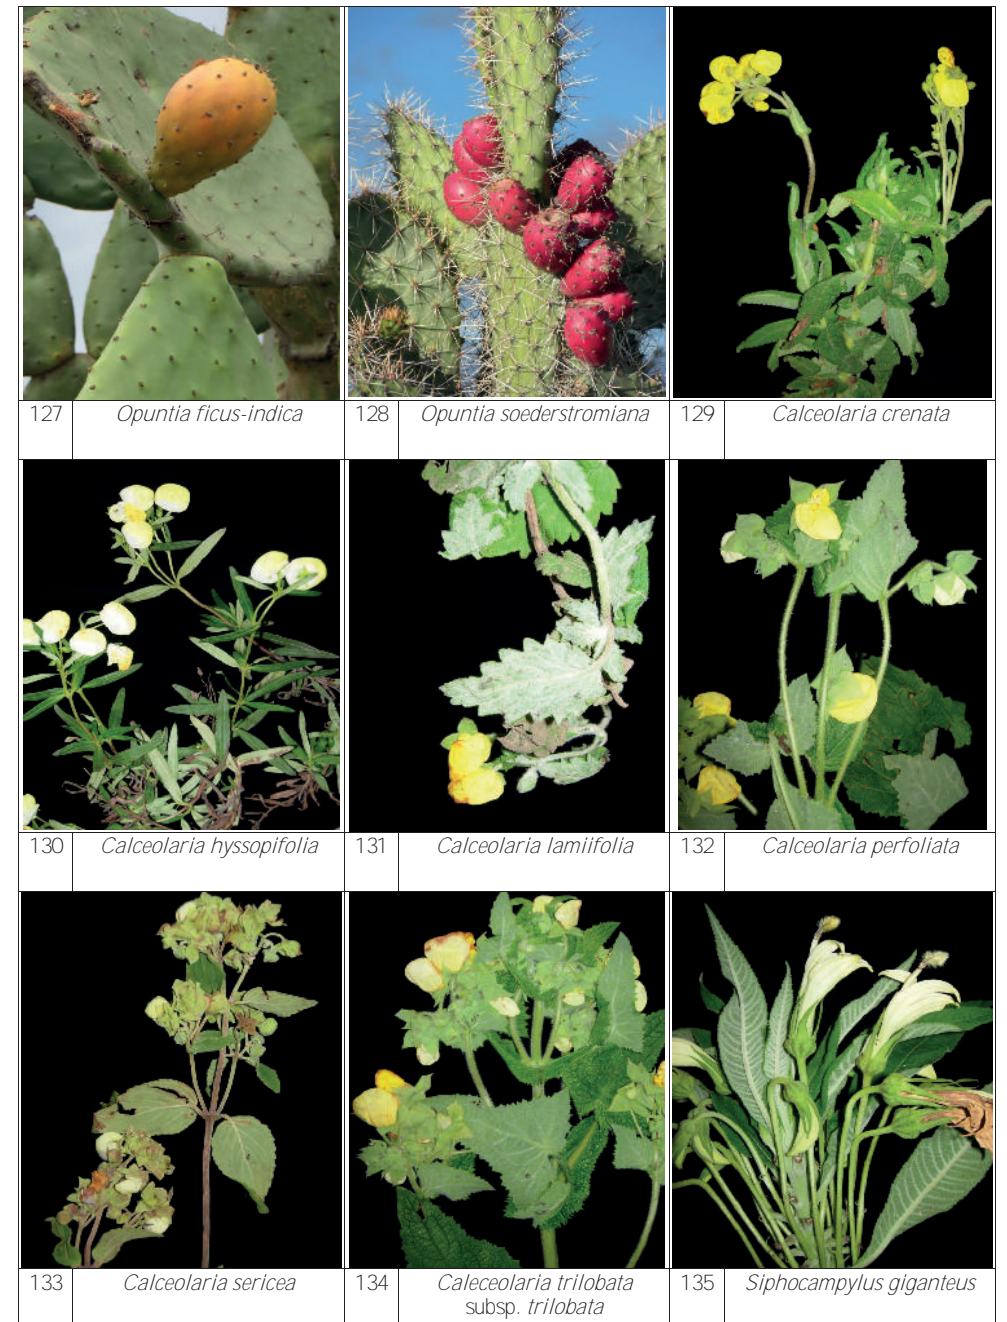 127 Opuntia ficus-indica 128 Opuntia soederstromiana 129 Calceolaria crenata
130 Calceolaria hyssopifolia 131 Calceolaria lamiifolia 132 Calceolaria perfoliata
133 Calceolaria sericea 134 Caleceolaria trilobata 135 Siphocampylus giganteus
subsp. trilobata